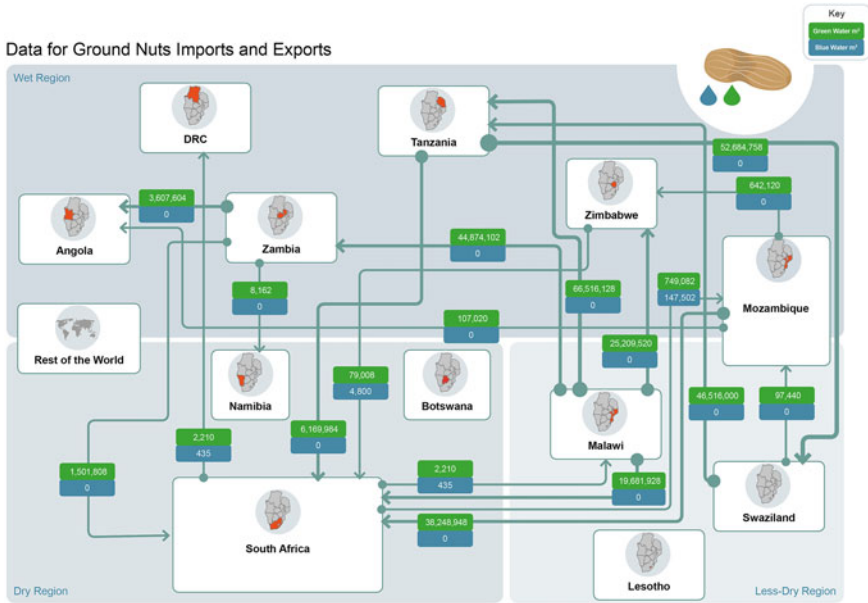 Key
Green Water m³
Blue Water m³
Data for Ground Nuts Imports and Exports
Wet Region
DRC
Tanzania
52,684,758
0
3,607,604
0
Zimbabwe
642,120
0
Angola
Zambia
44,874,102
0
8,162
0
66,516,128
0
749,082
147,502
Mozambique
107,020
0
Rest of the World
25,209,520
0
79,008
4,800
Namibia
Botswana
46,516,000
0
97,440
0
6,169,984
0
2,210
435
Malawi
1,501,808
0
2,210
435
19,681,928
0
Swaziland
38,248,948
0
South Africa
Lesotho
Dry Region
Less-Dry Region